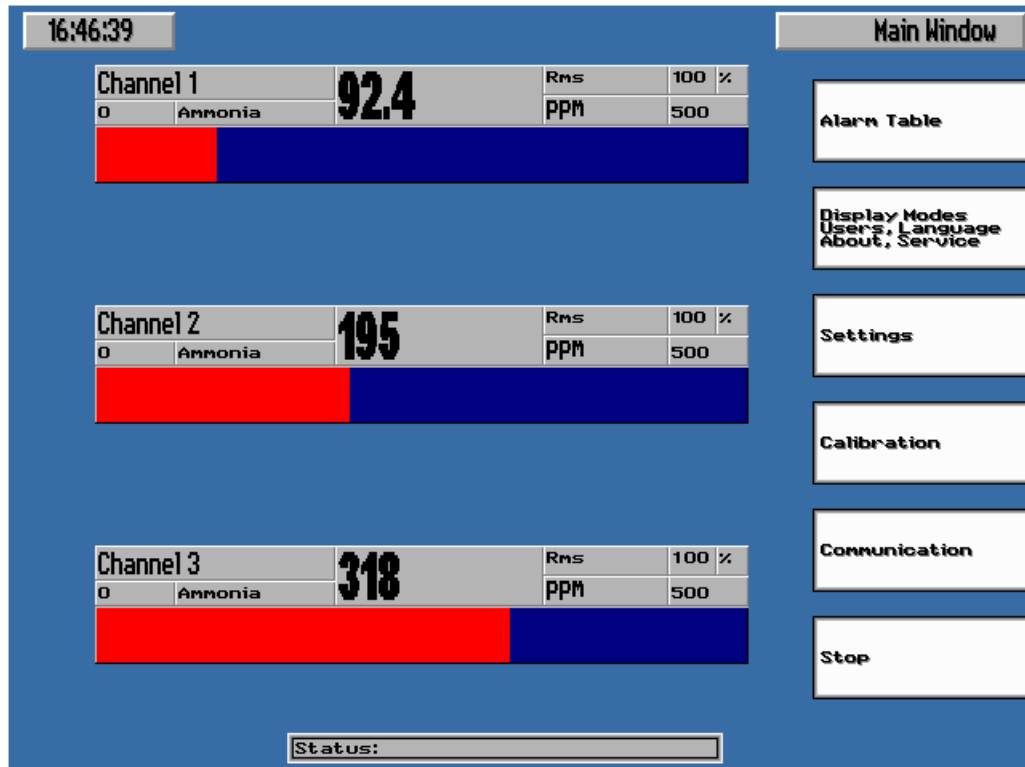 16:46:39
Main Window
Channel 1
92.4
Rms
100
%
0
Ammonia
PPM
500
Channel 2
195
Rms
100
%
0
Ammonia
PPM
500
Channel 3
318
Rms
100
%
0
Ammonia
PPM
500
Alarm Table
Display Modes
Users, Language
About, Service
Settings
Calibration
Communication
Stop
Status: